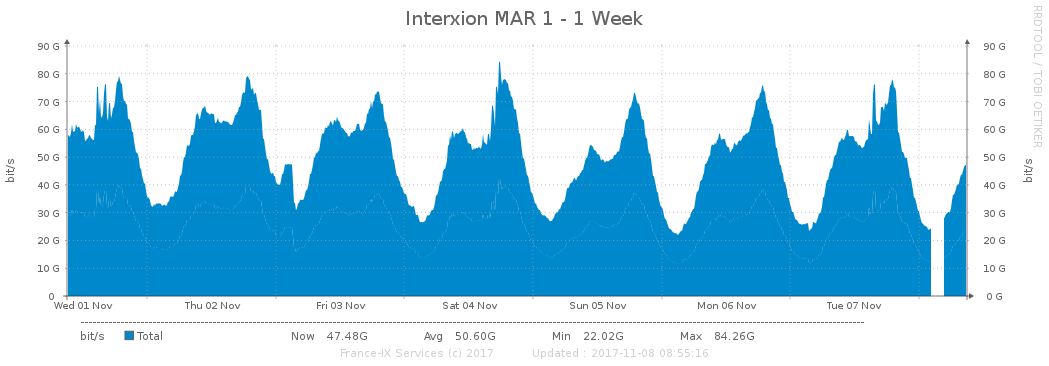 Interxion MAR 1 - 1 Week
RRDTOOL / TOBI OETIKER
90 G 90 G
80 G 80 G
70 G 70 G
60 G 60 G
50 G 50 G
40 G 40 G
30 G 30 G
20 G 20 G
10 G 10 G
0 0 G
bit/s
bit/s
Wed 01 Nov Thu 02 Nov Fri 03 Nov Sat 04 Nov Sun 05 Nov Mon 06 Nov Tue 07 Nov
bit/s Total Now 47.48G Avg 50.60G Min 22.02G Max 84.26G
France-IX Services (c) 2017 Updated : 2017-11-08 08:55:16